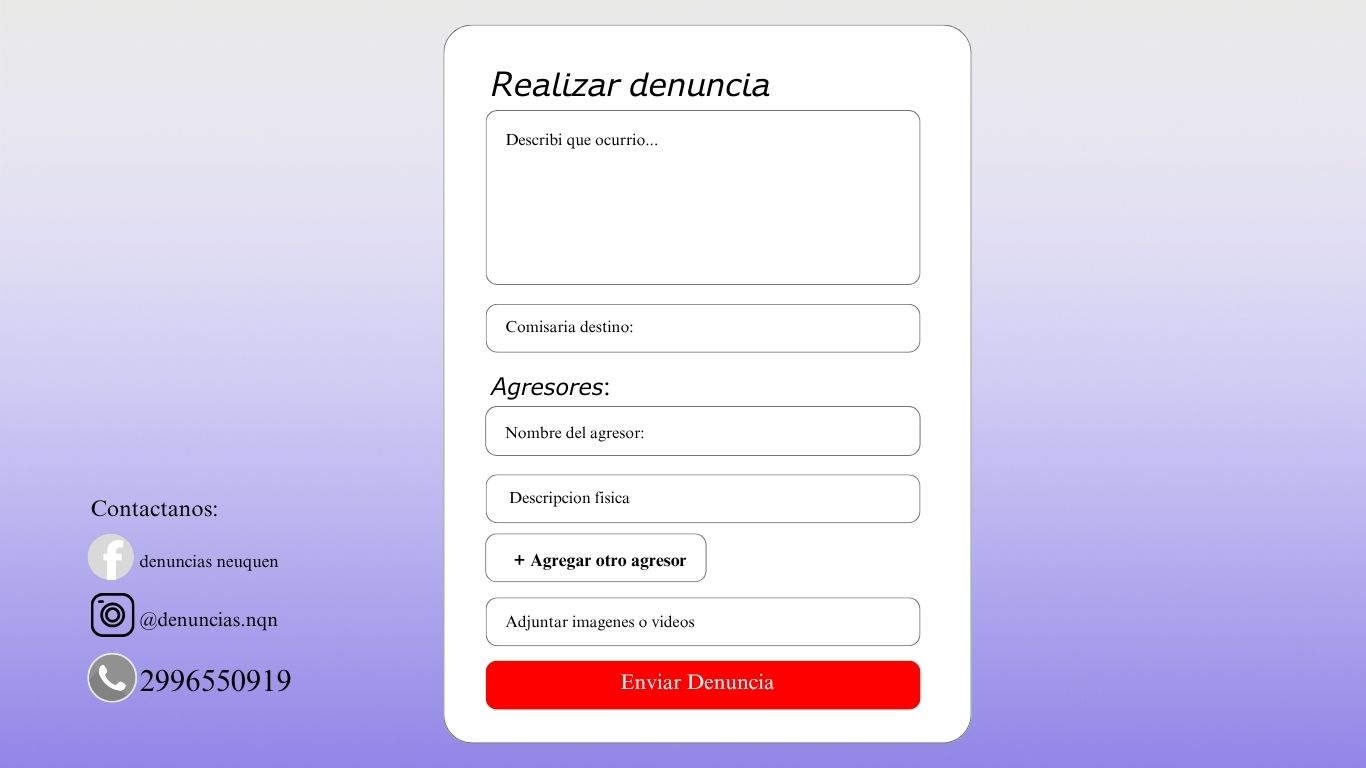 Realizar denuncia
Describi que ocurrio...
Comisaria destino:
Agresores:
Nombre del agresor:
Descripcion fisica
+ Agregar otro agresor
Adjuntar imagenes o videos
Enviar Denuncia
Contactanos:
denuncias neuquen
@denuncias.nqn
2996550919